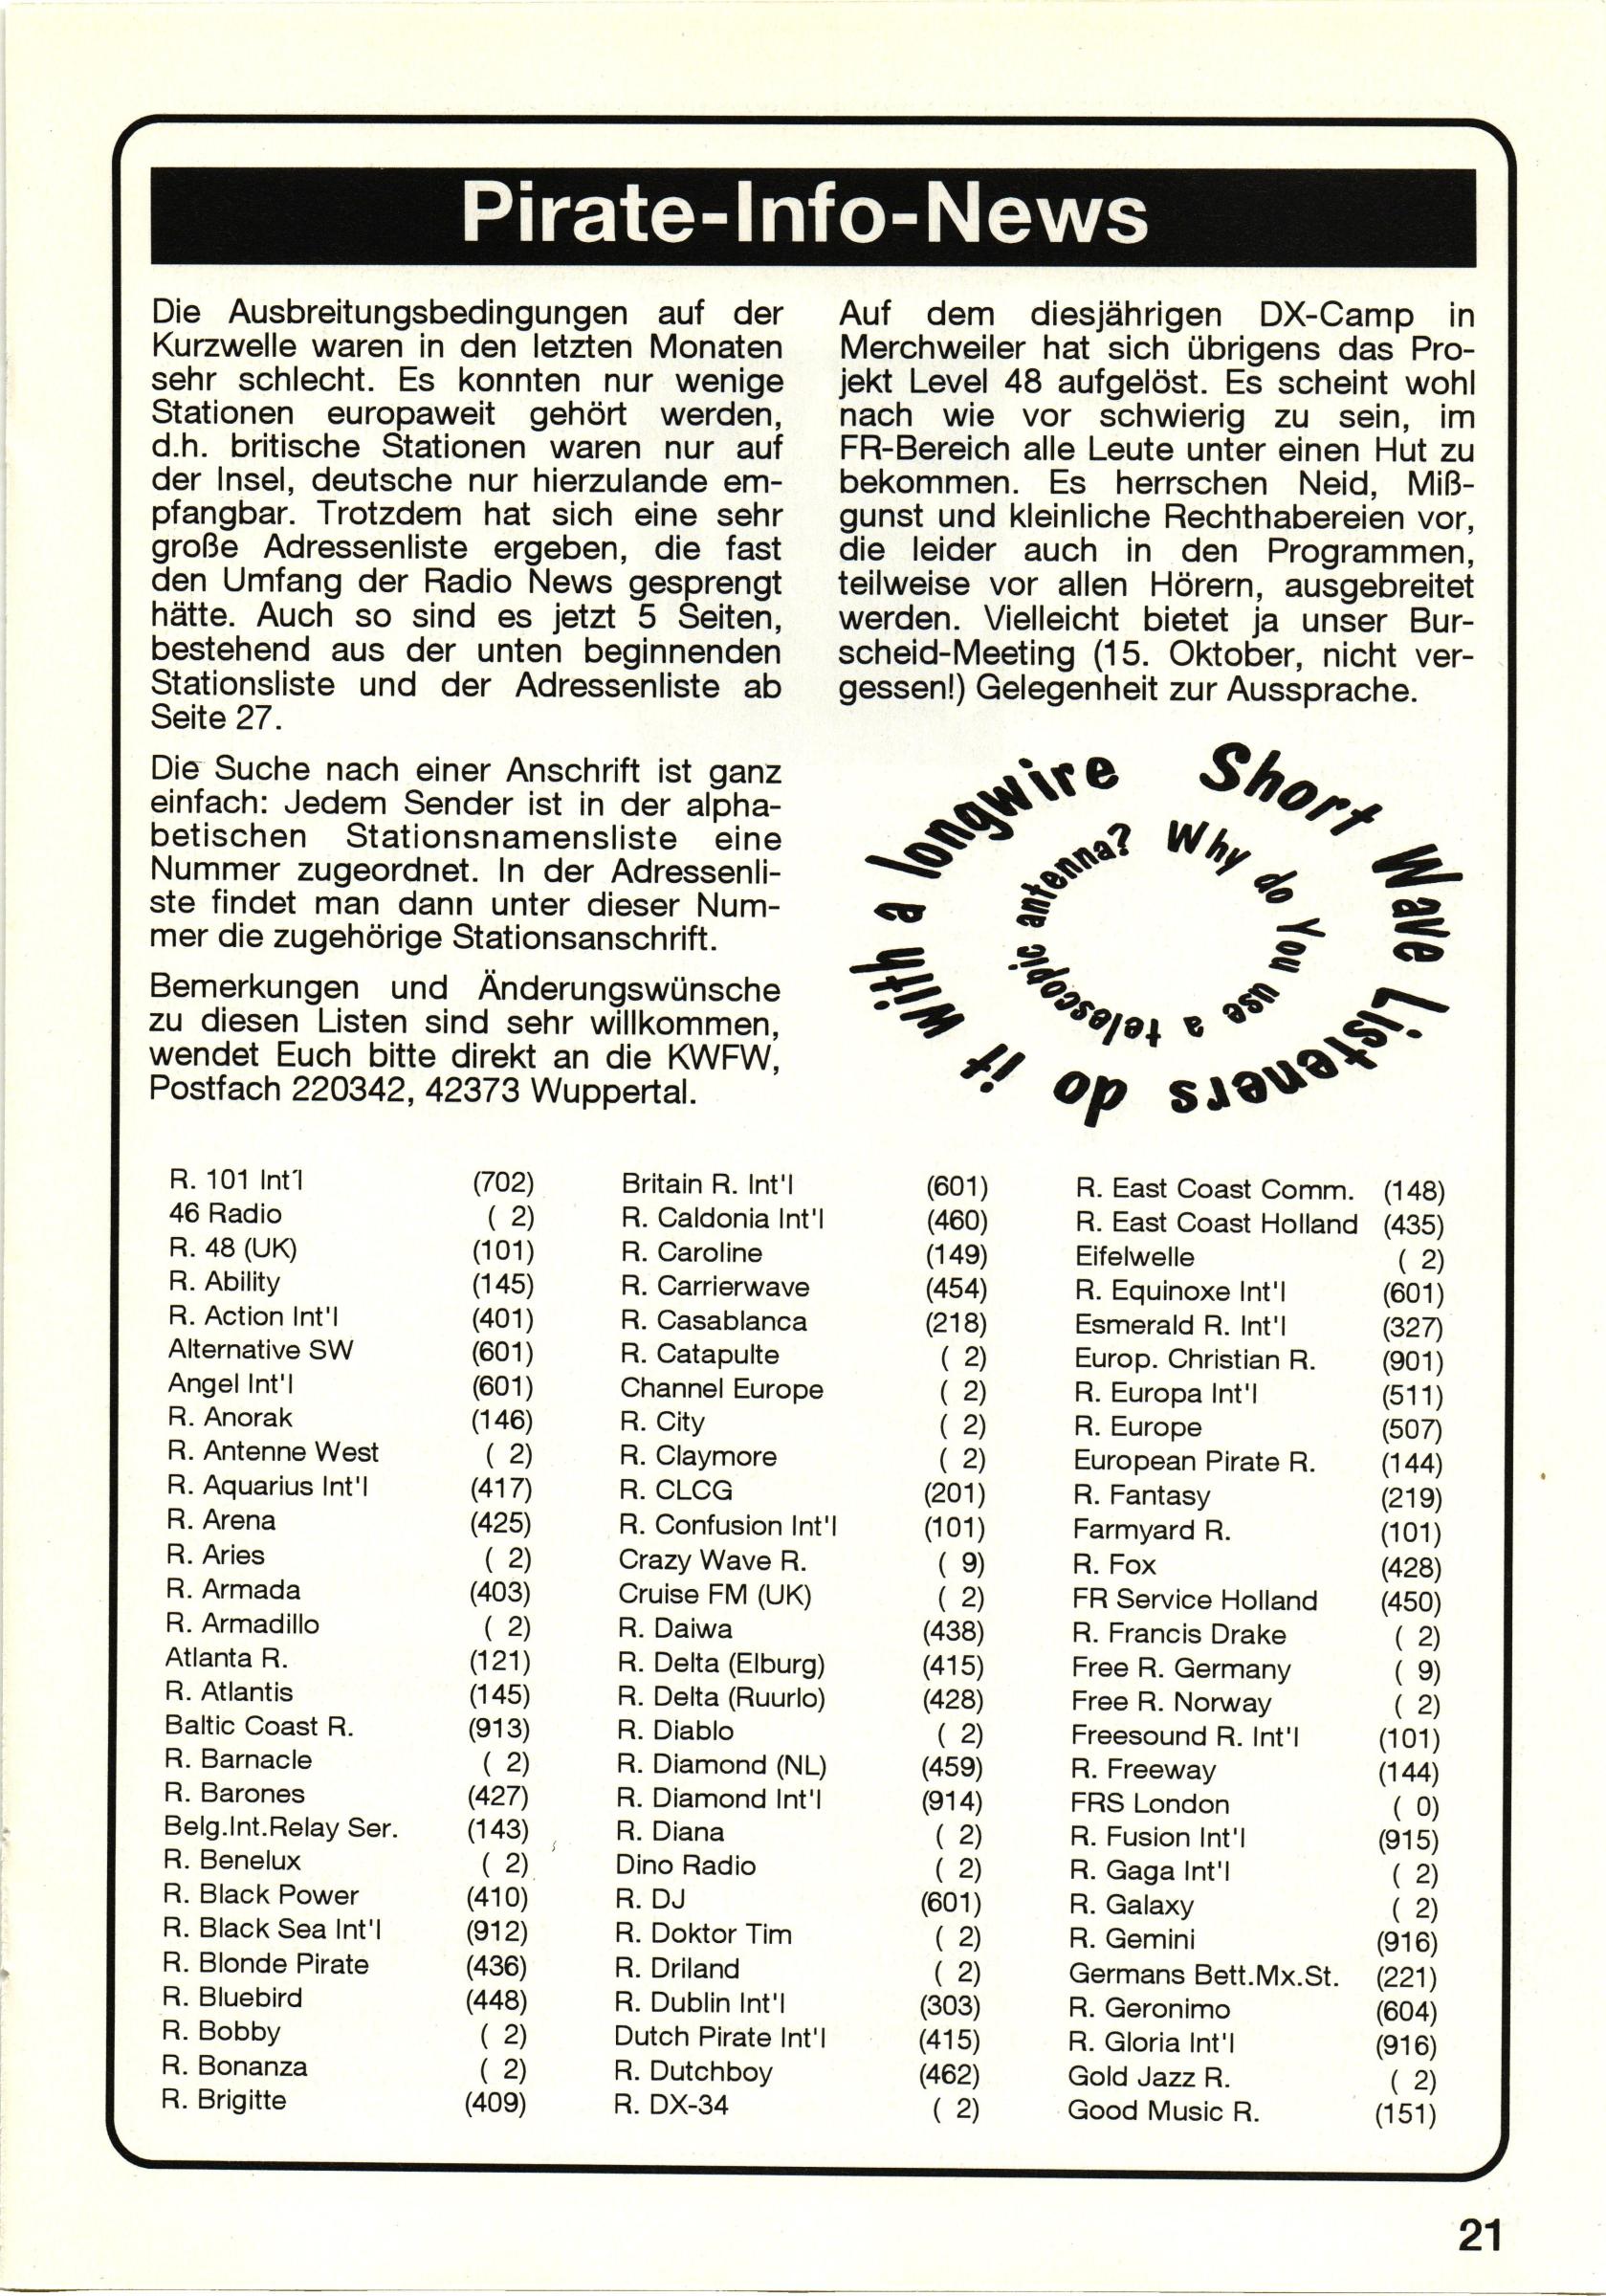 Pirate-Info-News
Die Ausbreitungsbedingungen auf der
Kurzwelle waren in den letzten Monaten
sehr schlecht. Es konnten nur wenige
Stationen europaweit gehört werden,
d.h. britische Stationen waren nur auf
der Insel, deutsche nur hierzulande em-
pfangbar. Trotzdem hat sich eine sehr
große Adressenliste ergeben, die fast
den Umfang der Radio News gesprengt
hätte. Auch so sind es jetzt 5 Seiten,
bestehend aus der unten beginnenden
Stationsliste und der Adressenliste ab
Seite 27.
Die Suche nach einer Anschrift ist ganz
einfach: Jedem Sender ist in der alpha-
betischen Stationsnamensliste eine
Nummer zugeordnet. In der Adressenli-
ste findet man dann unter dieser Num-
mer die zugehörige Stationsanschrift.
Bemerkungen und Änderungswünsche
zu diesen Listen sind sehr willkommen,
wendet Euch bitte direkt an die KWFW,
Postfach 220342, 42373 Wuppertal.
Auf dem diesjährigen DX-Camp in
Merchweiler hat sich übrigens das Pro-
jekt Level 48 aufgelöst. Es scheint wohl
nach wie vor schwierig zu sein, im
FR-Bereich alle Leute unter einen Hut zu
bekommen. Es herrschen Neid, Miß-
gunst und kleinliche Rechthabereien vor,
die leider auch in den Programmen,
teilweise vor allen Hörern, ausgebreitet
werden. Vielleicht bietet ja unser Bur-
scheid-Meeting (15. Oktober, nicht ver-
gessen!) Gelegenheit zur Aussprache.
Short Wave Listeners do it with a longwire
Why do You use a telescopic antenna?
R. 101 Int'l (702)
46 Radio ( 2)
R. 48 (UK) (101)
R. Ability (145)
R. Action Int'l (401)
Alternative SW (601)
Angel Int'l (601)
R. Anorak (146)
R. Antenne West ( 2)
R. Aquarius Int'l (417)
R. Arena (425)
R. Aries ( 2)
R. Armada (403)
R. Armadillo ( 2)
Atlanta R. (121)
R. Atlantis (145)
Baltic Coast R. (913)
R. Barnacle ( 2)
R. Barones (427)
Belg.Int.Relay Ser. (143)
R. Benelux ( 2)
R. Black Power (410)
R. Black Sea Int'l (912)
R. Blonde Pirate (436)
R. Bluebird (448)
R. Bobby ( 2)
R. Bonanza ( 2)
R. Brigitte (409)
Britain R. Int'l (601)
R. Caldonia Int'l (460)
R. Caroline (149)
R. Carrierwave (454)
R. Casablanca (218)
R. Catapulte ( 2)
Channel Europe ( 2)
R. City ( 2)
R. Claymore ( 2)
R. CLCG (201)
R. Confusion Int'l (101)
Crazy Wave R. ( 9)
Cruise FM (UK) ( 2)
R. Daiwa (438)
R. Delta (Elburg) (415)
R. Delta (Ruurlo) (428)
R. Diablo ( 2)
R. Diamond (NL) (459)
R. Diamond Int'l (914)
R. Diana ( 2)
Dino Radio ( 2)
R. DJ (601)
R. Doktor Tim ( 2)
R. Driland ( 2)
R. Dublin Int'l (303)
Dutch Pirate Int'l (415)
R. Dutchboy (462)
R. DX-34 ( 2)
R. East Coast Comm. (148)
R. East Coast Holland (435)
Eifelwelle ( 2)
R. Equinoxe Int'l (601)
Esmerald R. Int'l (327)
Europ. Christian R. (901)
R. Europa Int'l (511)
R. Europe (507)
European Pirate R. (144)
R. Fantasy (219)
Farmyard R. (101)
R. Fox (428)
FR Service Holland (450)
R. Francis Drake ( 2)
Free R. Germany ( 9)
Free R. Norway ( 2)
Freesound R. Int'l (101)
R. Freeway (144)
FRS London ( 0)
R. Fusion Int'l (915)
R. Gaga Int'l ( 2)
R. Galaxy ( 2)
R. Gemini (916)
Germans Bett.Mx.St. (221)
R. Geronimo (604)
R. Gloria Int'l (916)
Gold Jazz R. ( 2)
Good Music R. (151)
21